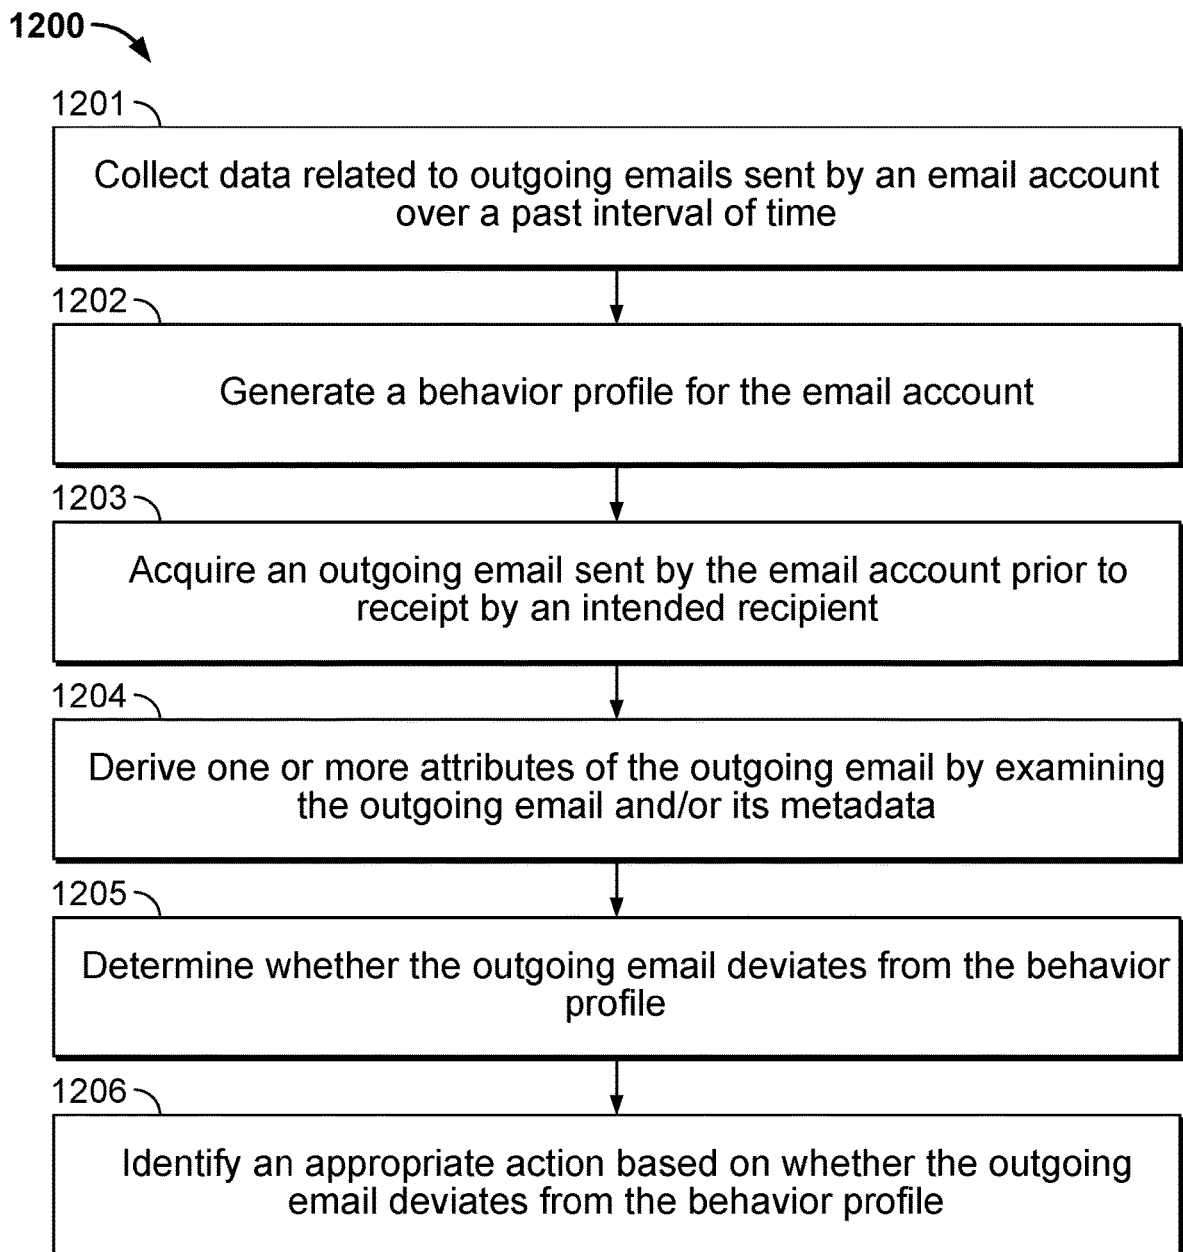 1200
1201
Collect data related to outgoing emails sent by an email account
over a past interval of time
1202
Generate a behavior profile for the email account
1203
Acquire an outgoing email sent by the email account prior to
receipt by an intended recipient
1204
Derive one or more attributes of the outgoing email by examining
the outgoing email and/or its metadata
1205
Determine whether the outgoing email deviates from the behavior
profile
1206
Identify an appropriate action based on whether the outgoing
email deviates from the behavior profile